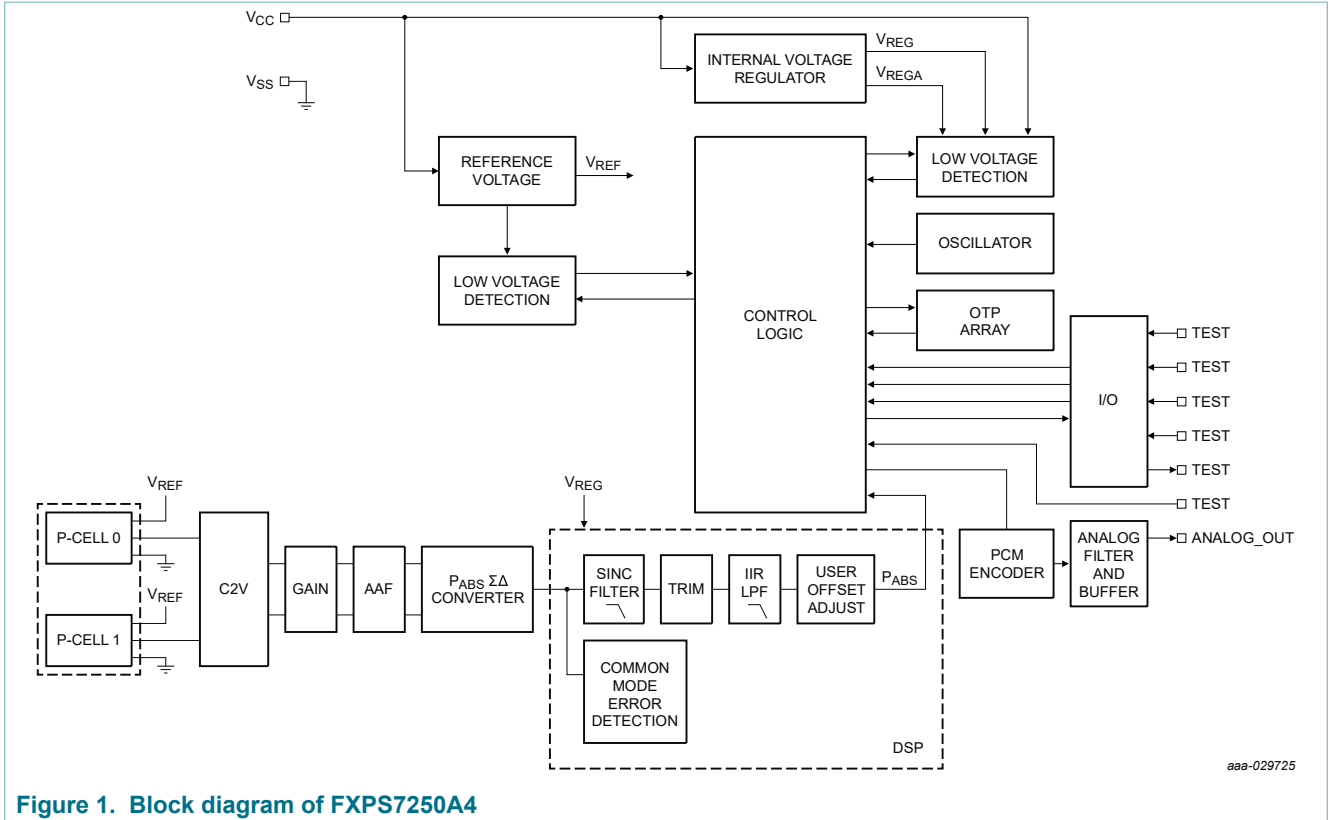 VCC
VSS
INTERNAL VOLTAGE
REGULATOR
VREG
VREGA
REFERENCE
VOLTAGE
VREF
LOW VOLTAGE
DETECTION
LOW VOLTAGE
DETECTION
OSCILLATOR
CONTROL
LOGIC
OTP
ARRAY
I/O
TEST
TEST
TEST
TEST
TEST
TEST
VREF
P-CELL 0
VREF
P-CELL 1
C2V
GAIN
AAF
PABS ΣΔ
CONVERTER
VREG
SINC
FILTER
TRIM
IIR
LPF
USER
OFFSET
ADJUST
PABS
COMMON
MODE
ERROR
DETECTION
DSP
PCM
ENCODER
ANALOG
FILTER
AND
BUFFER
ANALOG_OUT
aaa-029725
Figure 1. Block diagram of FXPS7250A4